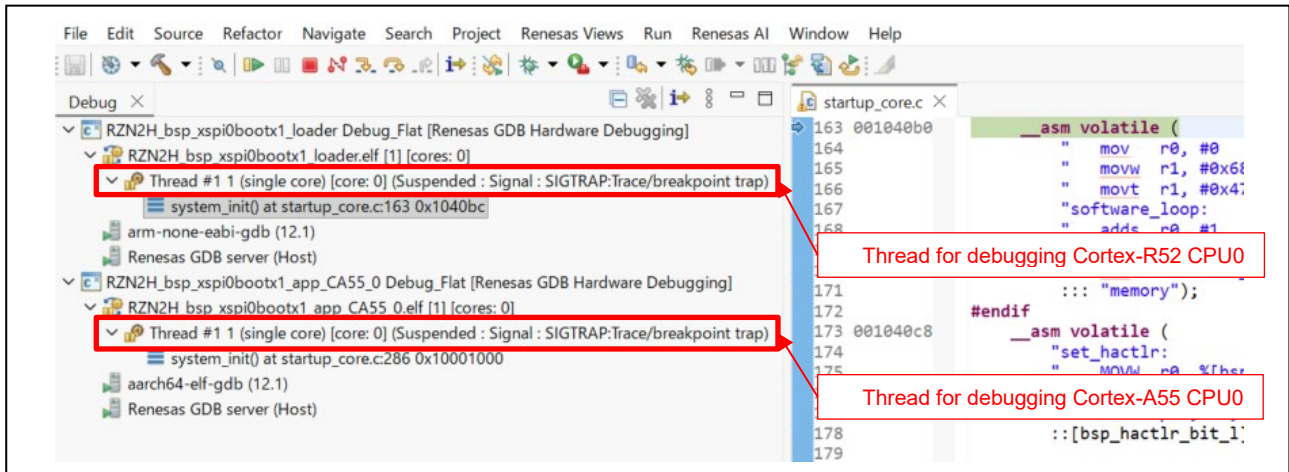 File Edit Source Refactor Navigate Search Project Renesas Views Run Renesas AI Window Help
Debug
startup_core.c
RZN2H_bsp_xspi0bootx1_loader Debug_Flat [Renesas GDB Hardware Debugging]
RZN2H_bsp_xspi0bootx1_loader.elf [1] [cores: 0]
Thread #1 1 (single core) [core: 0] (Suspended : Signal : SIGTRAP:Trace/breakpoint trap)
system_init() at startup_core.c:163 0x1040bc
arm-none-eabi-gdb (12.1)
Renesas GDB server (Host)
RZN2H_bsp_xspi0bootx1_app_CA55_0 Debug_Flat [Renesas GDB Hardware Debugging]
RZN2H_bsp_xspi0bootx1_app_CA55_0.elf [1] [cores: 0]
Thread #1 1 (single core) [core: 0] (Suspended : Signal : SIGTRAP:Trace/breakpoint trap)
system_init() at startup_core.c:286 0x10001000
aarch64-elf-gdb (12.1)
Renesas GDB server (Host)
163 001040b0 __asm volatile (
164 " mov r0, #0
165 " movw r1, #0x68
166 " movt r1, #0x47
167 "software_loop:
168 " adds r0, #1
Thread for debugging Cortex-R52 CPU0
171 ::: "memory");
172 #endif
173 001040c8 __asm volatile (
174 "set_hactlr:
175 " MOVW r0, %[bsp
Thread for debugging Cortex-A55 CPU0
178 ::[bsp_hactlr_bit_l]
179